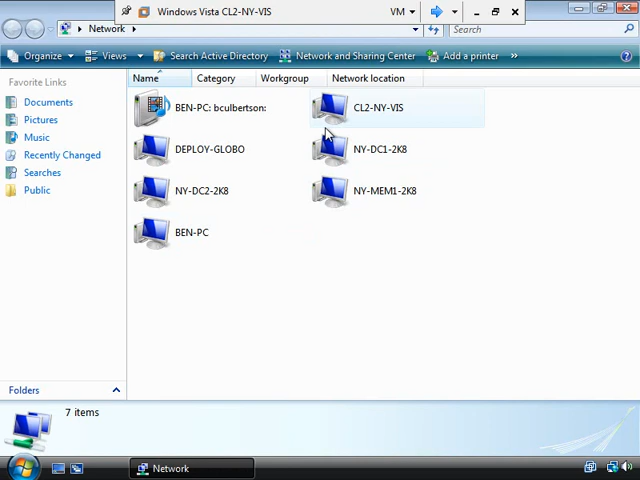 Windows Vista CL2-NY-VIS
VM
Network
Search
Organize
Views
Search Active Directory
Network and Sharing Center
Add a printer
»
Favorite Links
Documents
Pictures
Music
Recently Changed
Searches
Public
Folders
Name
Category
Workgroup
Network location
BEN-PC: bculbertson:
CL2-NY-VIS
DEPLOY-GLOBO
NY-DC1-2K8
NY-DC2-2K8
NY-MEM1-2K8
BEN-PC
7 items
Network